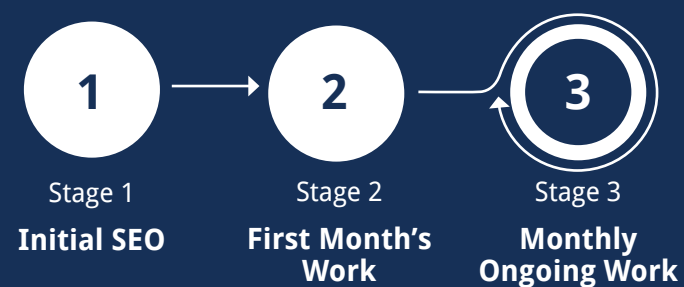 1
2
3
Stage 1
Stage 2
Stage 3
Initial SEO
First Month’s
Work
Monthly
Ongoing Work